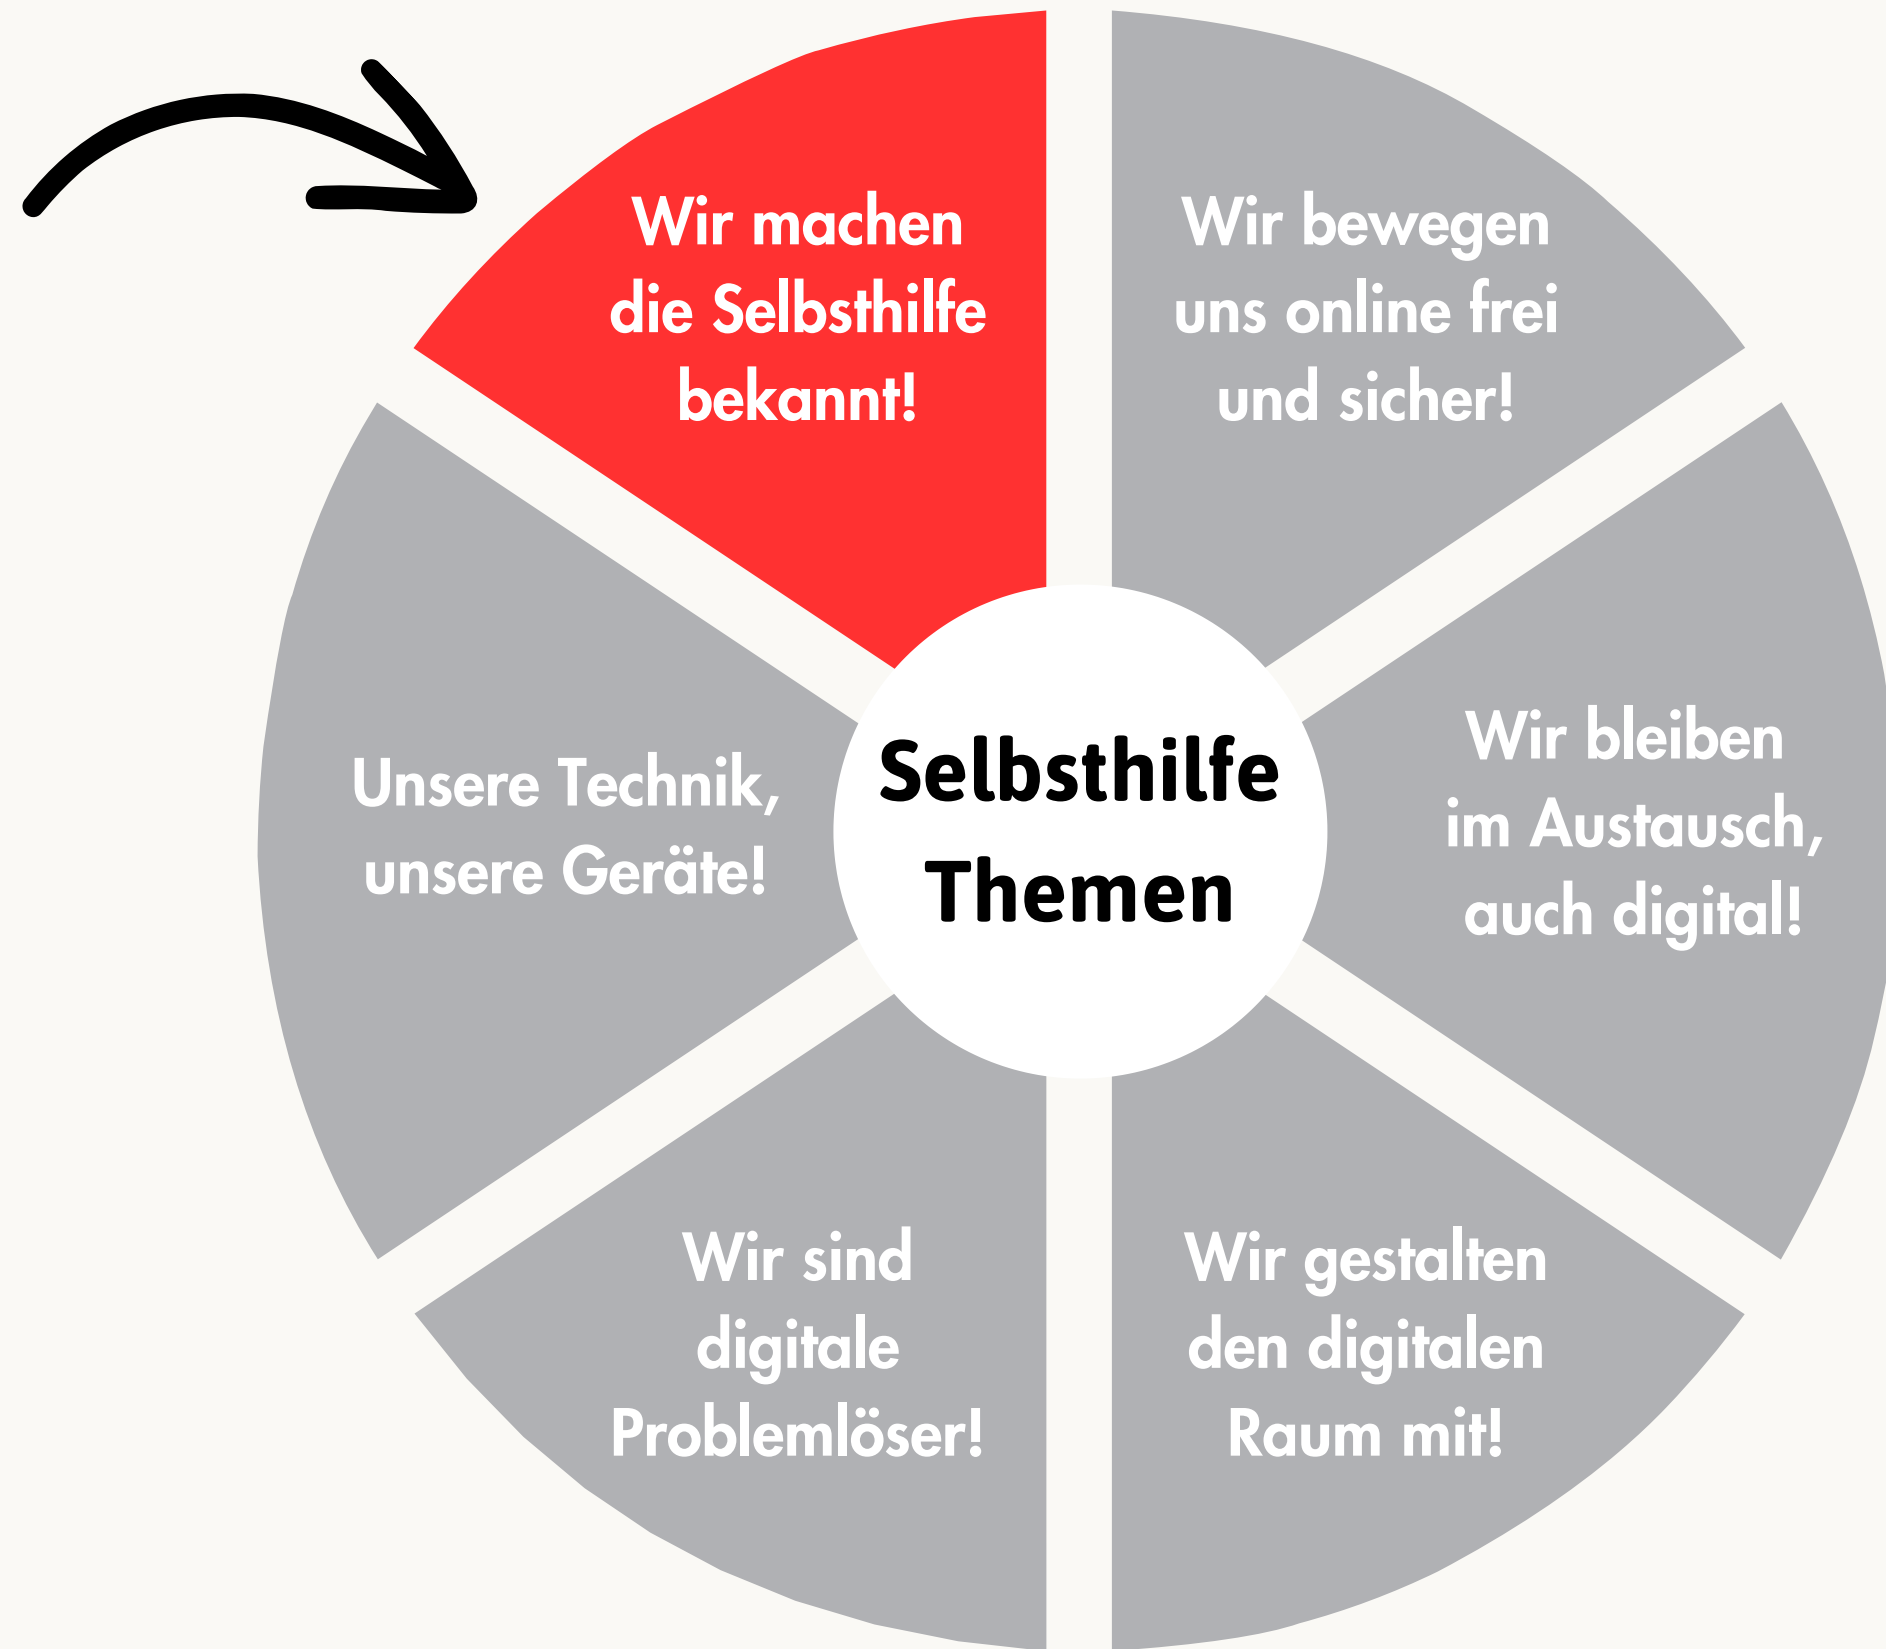 Wir machen
die Selbsthilfe
bekannt!
Wir bewegen
uns online frei
und sicher!
Unsere Technik,
unsere Geräte!
Selbsthilfe
Themen
Wir bleiben
im Austausch,
auch digital!
Wir sind
digitale
Problemlöser!
Wir gestalten
den digitalen
Raum mit!